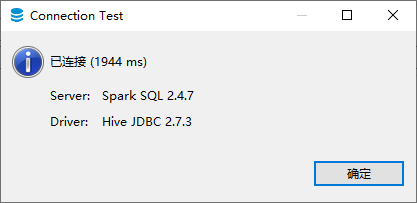 Connection Test
已连接 (1944 ms)
Server: Spark SQL 2.4.7
Driver: Hive JDBC 2.7.3
确定